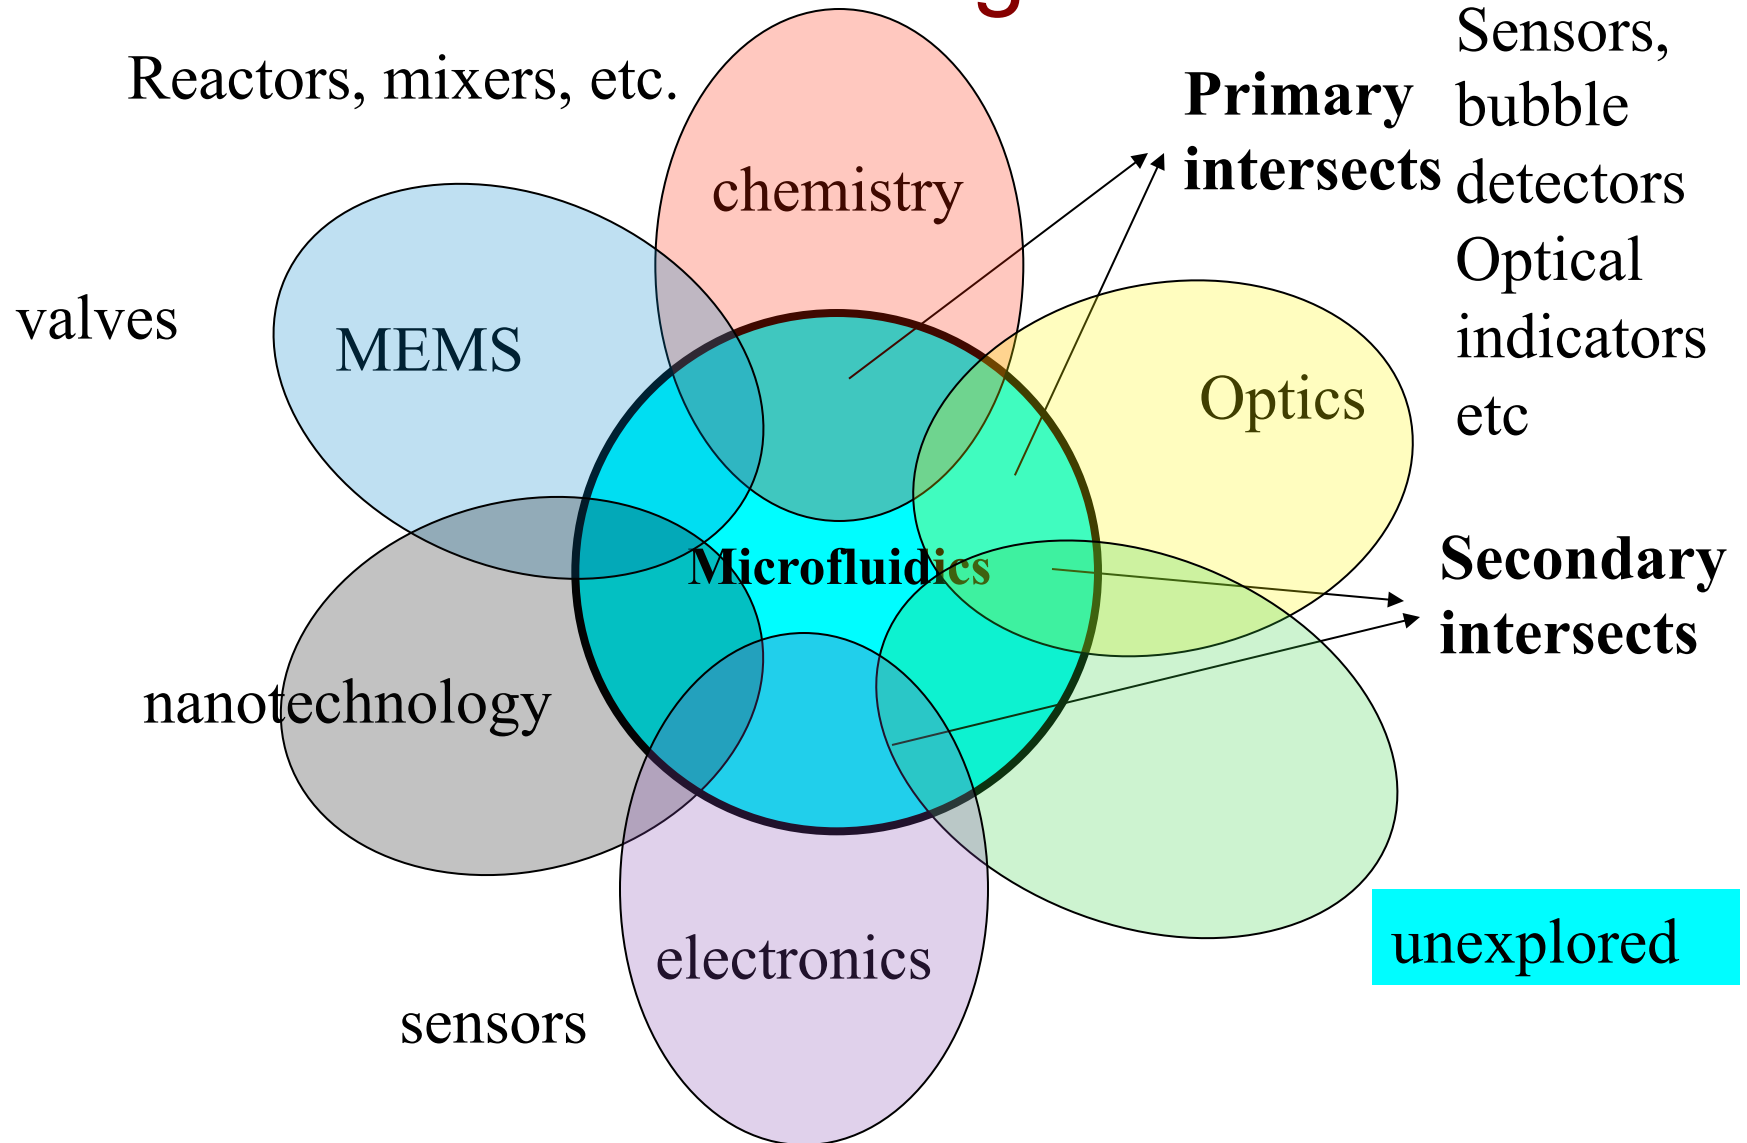 g
Reactors, mixers, etc.
chemistry
Primary
intersects
Sensors,
bubble
detectors
Optical
indicators
etc
valves
MEMS
Optics
Microfluidics
Secondary
intersects
nanotechnology
electronics
unexplored
sensors